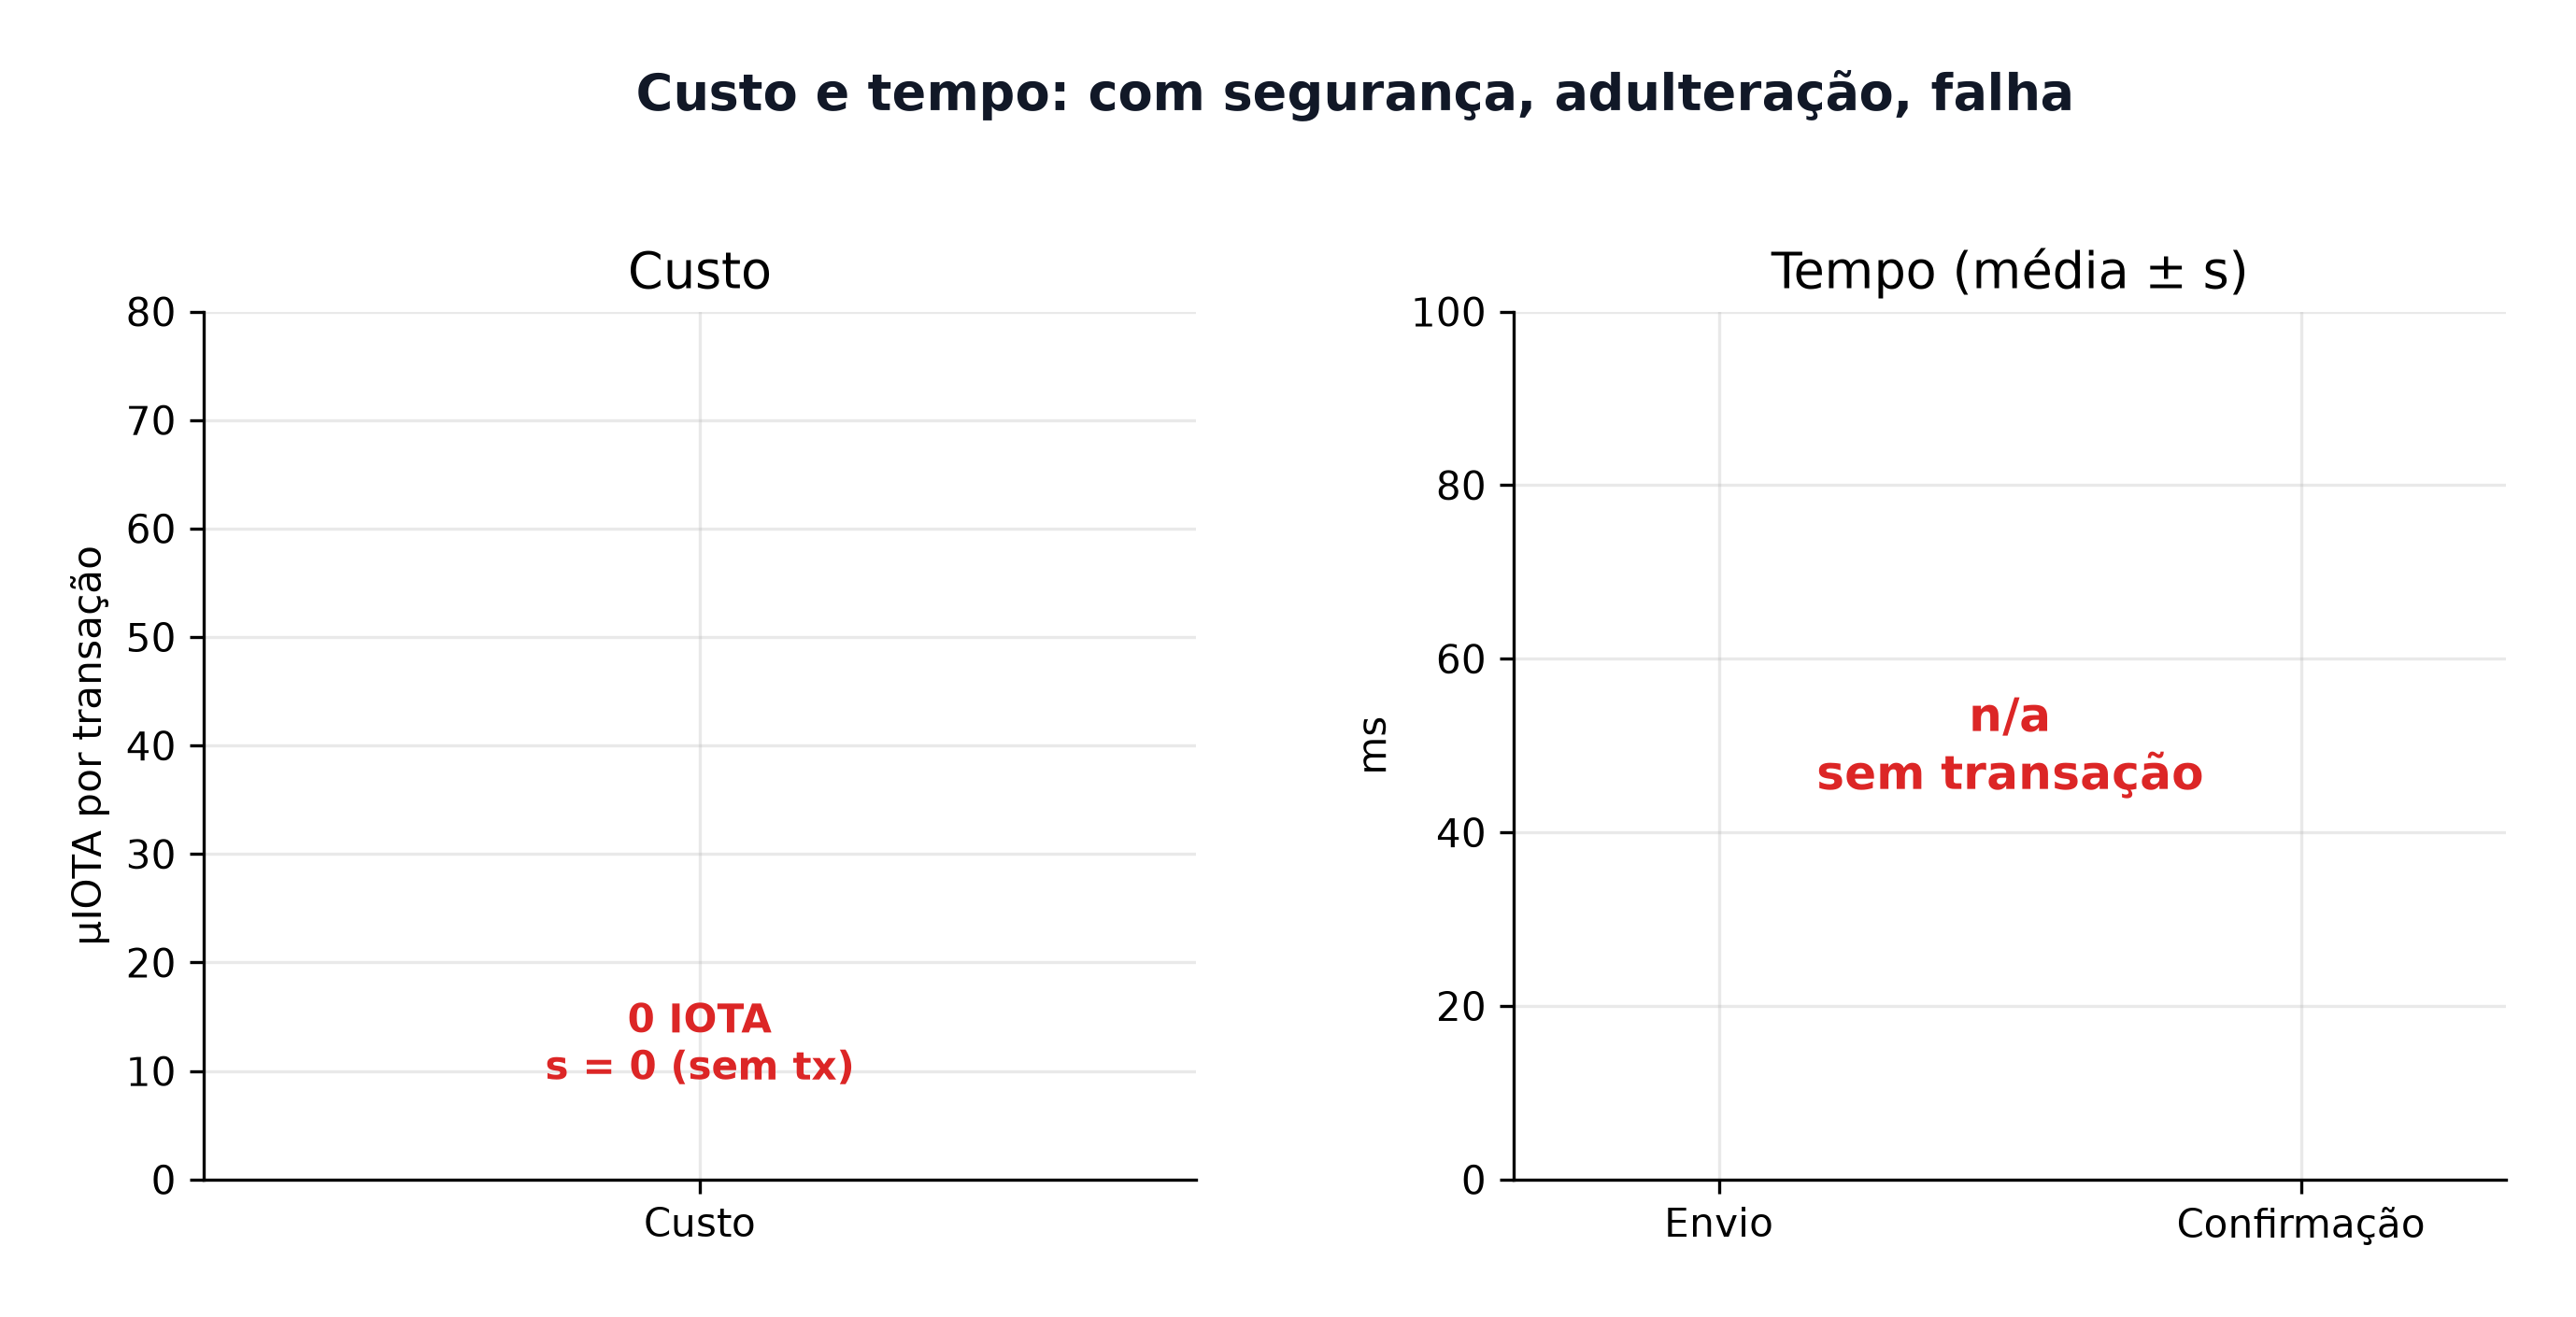 Custo e tempo: com segurança, adulteração, falha
Custo
µIOTA por transação
80
70
60
50
40
30
20
10
0
0 IOTA
s = 0 (sem tx)
Custo
Tempo (média ± s)
ms
100
80
60
40
20
0
n/a
sem transação
Envio
Confirmação